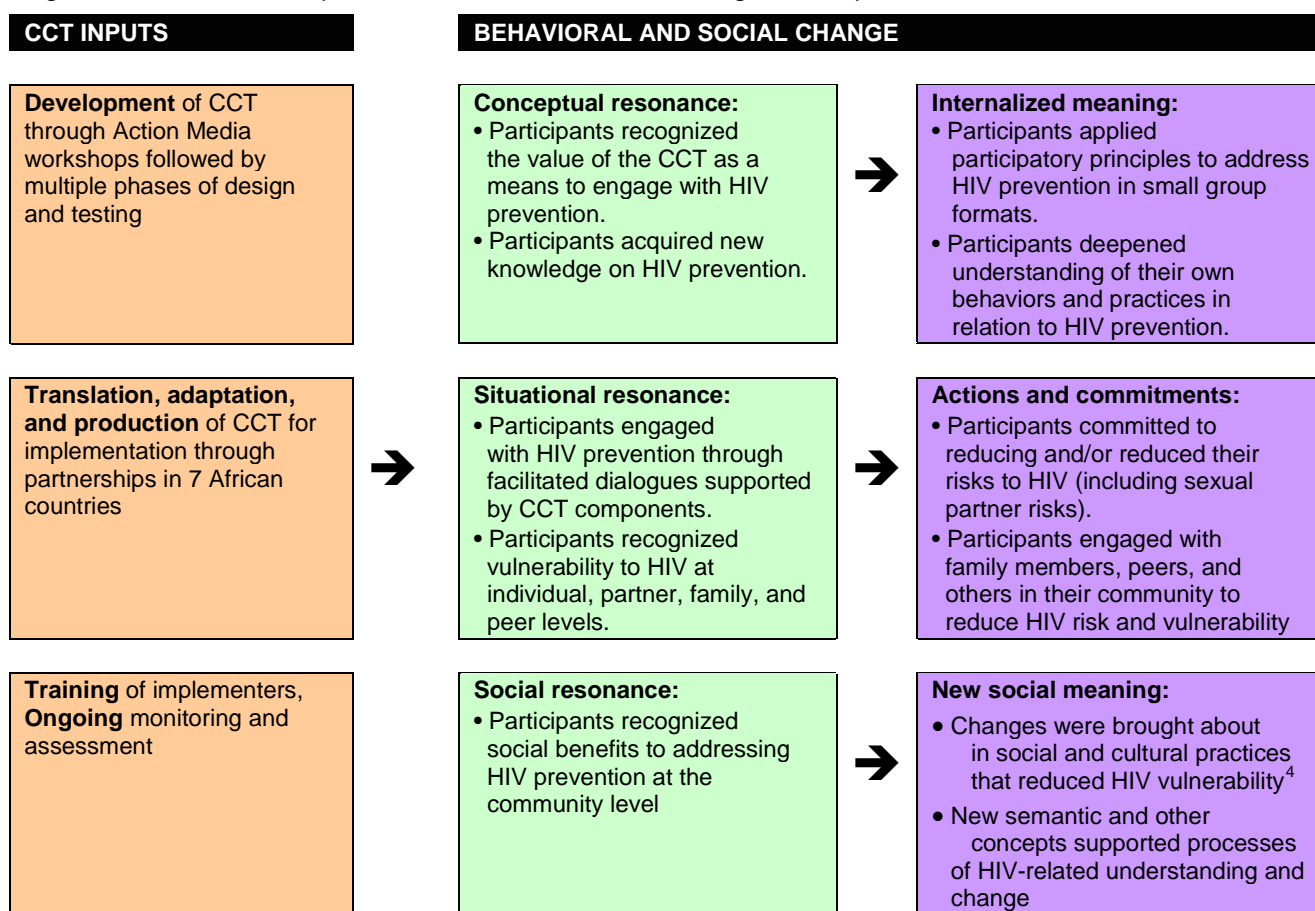 CCT INPUTS
BEHAVIORAL AND SOCIAL CHANGE
Development of CCT
through Action Media
workshops followed by
multiple phases of design
and testing
Conceptual resonance:
• Participants recognized
the value of the CCT as a
means to engage with HIV
prevention.
• Participants acquired new
knowledge on HIV prevention.
Internalized meaning:
• Participants applied
participatory principles to address
HIV prevention in small group
formats.
• Participants deepened
understanding of their own
behaviors and practices in
relation to HIV prevention.
Translation, adaptation,
and production of CCT for
implementation through
partnerships in 7 African
countries
Situational resonance:
• Participants engaged
with HIV prevention through
facilitated dialogues supported
by CCT components.
• Participants recognized
vulnerability to HIV at
individual, partner, family, and
peer levels.
Actions and commitments:
• Participants committed to
reducing and/or reduced their
risks to HIV (including sexual
partner risks).
• Participants engaged with
family members, peers, and
others in their community to
reduce HIV risk and vulnerability
Training of implementers,
Ongoing monitoring and
assessment
Social resonance:
• Participants recognized
social benefits to addressing
HIV prevention at the
community level
New social meaning:
• Changes were brought about
in social and cultural practices
that reduced HIV vulnerability4
• New semantic and other
concepts supported processes
of HIV-related understanding and
change